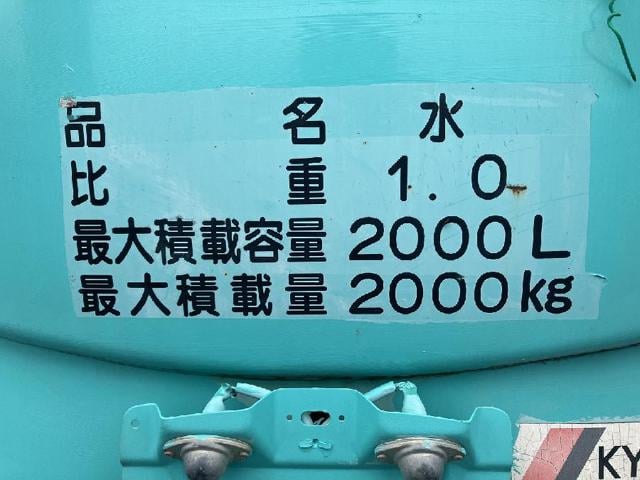 品名 水
比重 1.0
最大積載容量 2000L
最大積載量 2000kg
KY